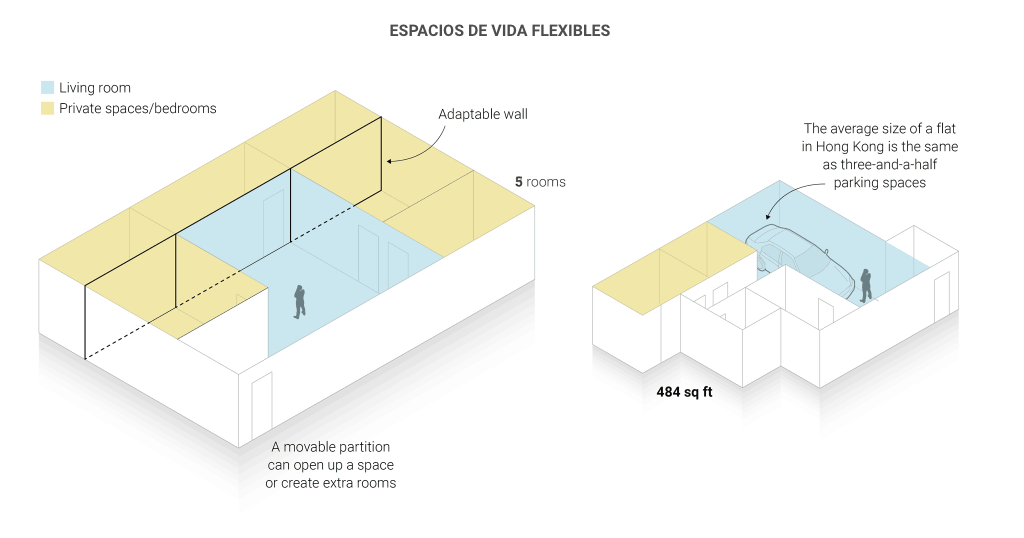 ESPACIOS DE VIDA FLEXIBLES
Living room
Private spaces/bedrooms
Adaptable wall
5 rooms
The average size of a flat
in Hong Kong is the same
as three-and-a-half
parking spaces
484 sq ft
A movable partition
can open up a space
or create extra rooms